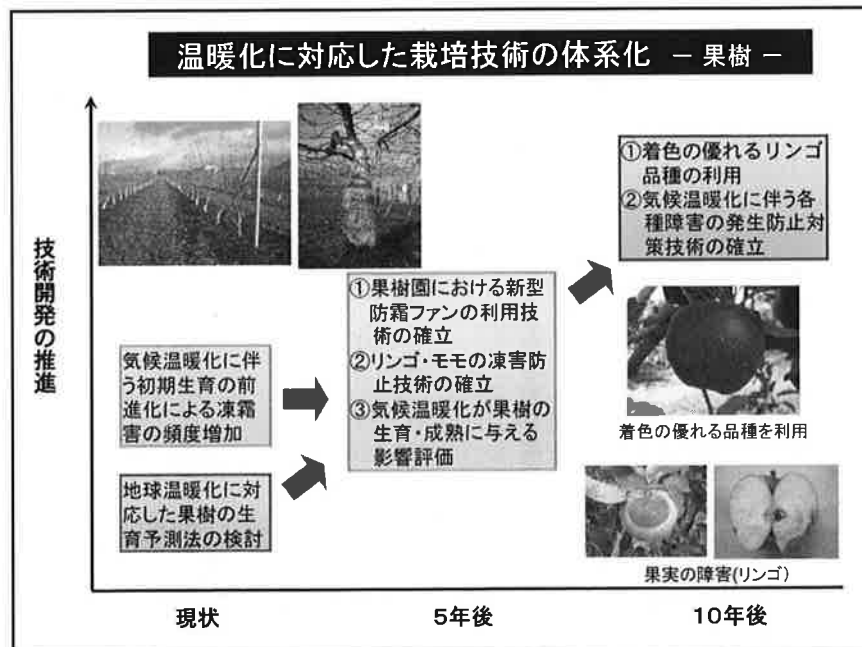 温暖化に対応した栽培技術の体系化 － 果樹 －
技術開発の推進
気候温暖化に伴
う初期生育の前
進化による凍霜
害の頻度増加
地球温暖化に対
応した果樹の生
育予測法の検討
①果樹園における新型
防霜ファンの利用技
術の確立
②リンゴ・モモの凍害防
止技術の確立
③気候温暖化が果樹の
生育・成熟に与える
影響評価
①着色の優れるリンゴ
品種の利用
②気候温暖化に伴う各
種障害の発生防止対
策技術の確立
着色の優れる品種を利用
果実の障害(リンゴ)
現状
5年後
10年後